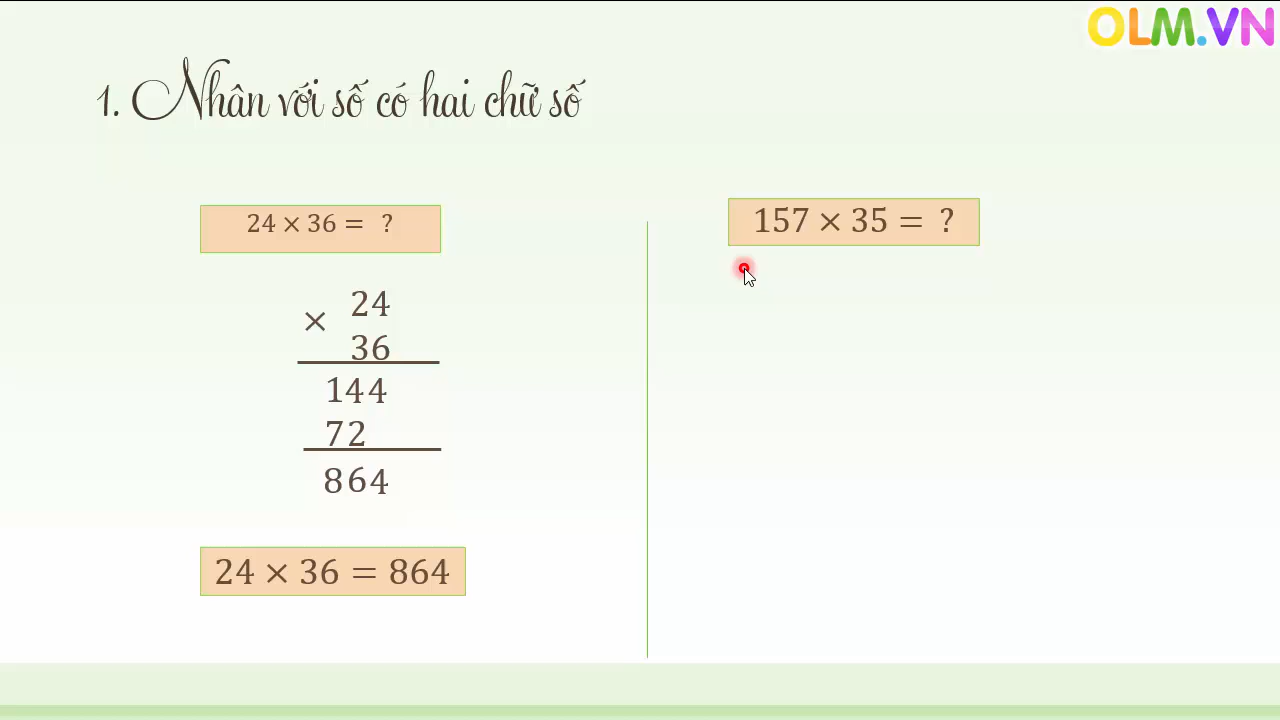 OLM.VN
1. Nhân với số có hai chữ số
24 × 36 = ?
× 24
36
144
72
864
24 × 36 = 864
157 × 35 = ?